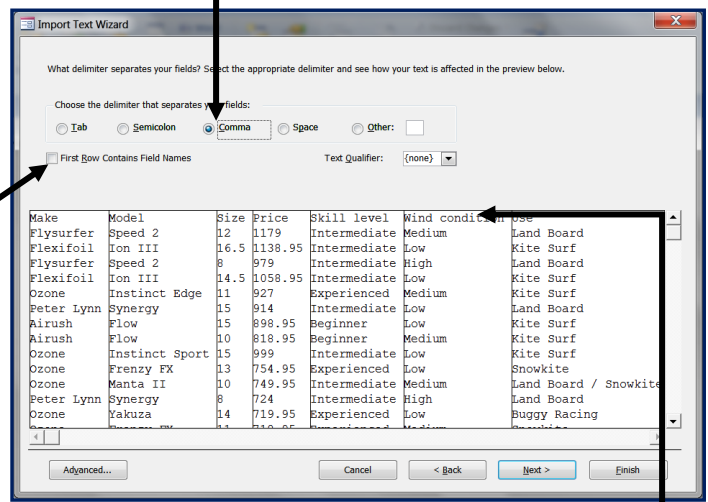 Import Text Wizard
What delimiter separates your fields? Select the appropriate delimiter and see how your text is affected in the preview below.
Choose the delimiter that separates your fields:
Tab Semicolon Comma Space Other:
First Row Contains Field Names Text Qualifier: {none}
Make Model Size Price Skill level Wind condition Use
Flysurfer Speed 2 12 1179 Intermediate Medium Land Board
Flexifoil Ion III 16.5 1138.95 Intermediate Low Kite Surf
Flysurfer Speed 2 8 979 Intermediate High Land Board
Flexifoil Ion III 14.5 1058.95 Intermediate Low Kite Surf
Ozone Instinct Edge 11 927 Experienced Medium Kite Surf
Peter Lynn Synergy 15 914 Intermediate Low Land Board
Airush Flow 15 898.95 Beginner Low Kite Surf
Airush Flow 10 818.95 Beginner Medium Kite Surf
Ozone Instinct Sport 15 999 Intermediate Low Kite Surf
Ozone Frenzy FX 13 754.95 Experienced Low Snowkite
Ozone Manta II 10 749.95 Intermediate Medium Land Board / Snowkite
Peter Lynn Synergy 8 724 Intermediate High Land Board
Ozone Yakuza 14 719.95 Experienced Low Buggy Racing
Advanced... Cancel < Back Next > Finish